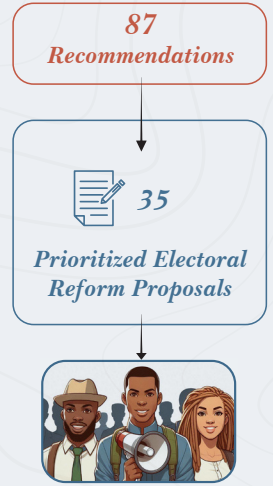 87
Recommendations
35
Prioritized Electoral
Reform Proposals